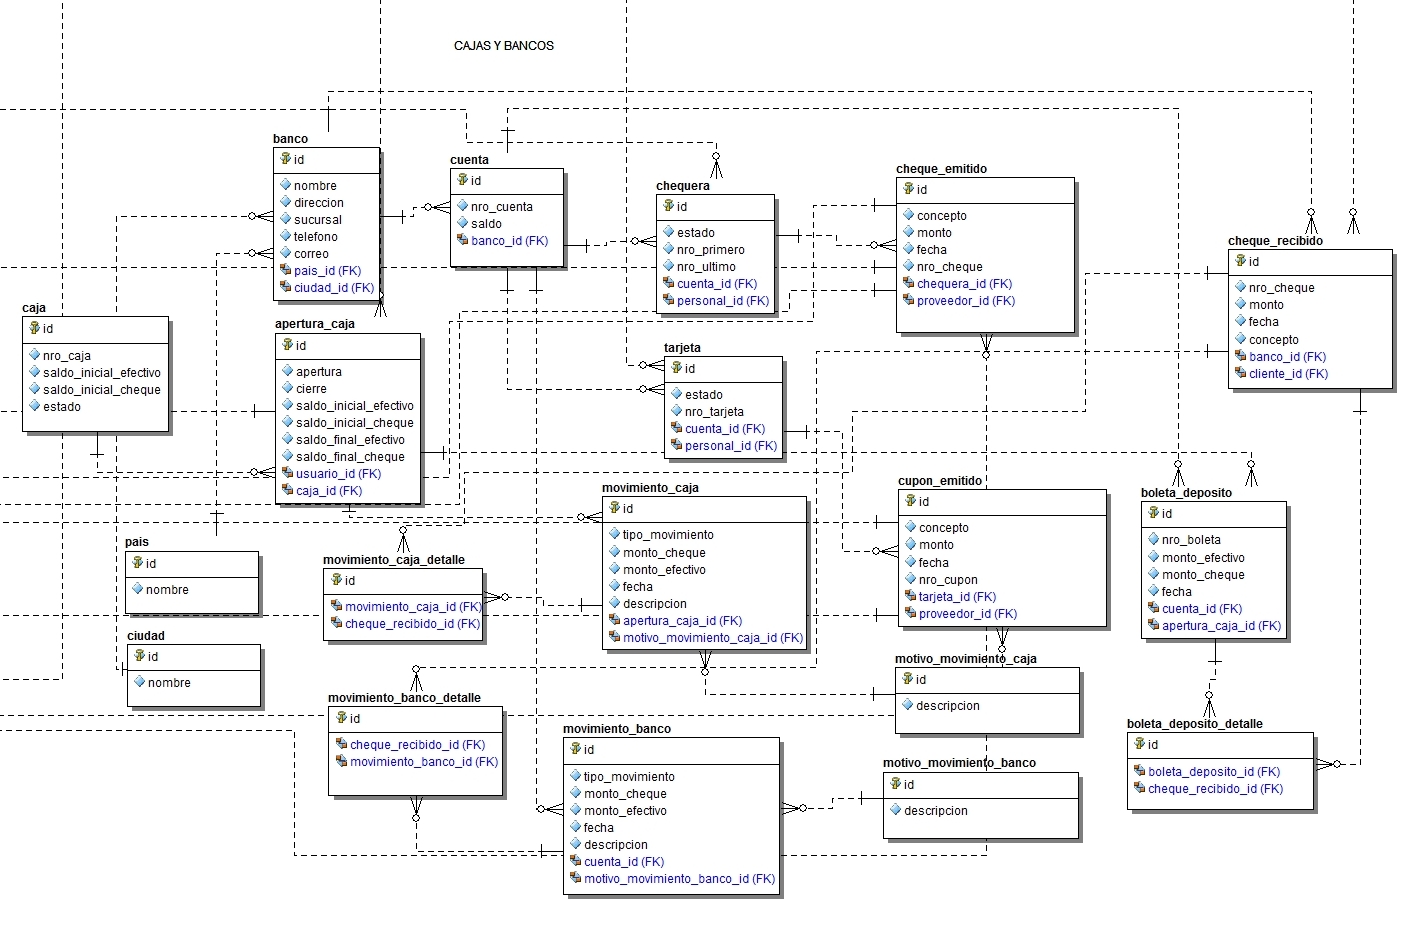 CAJAS Y BANCOS
banco
id
nombre
direccion
sucursal
telefono
correo
pais_id (FK)
ciudad_id (FK)
cuenta
id
nro_cuenta
saldo
banco_id (FK)
chequera
id
estado
nro_primero
nro_ultimo
cuenta_id (FK)
personal_id (FK)
cheque_emitido
id
concepto
monto
fecha
nro_cheque
chequera_id (FK)
proveedor_id (FK)
cheque_recibido
id
nro_cheque
monto
fecha
concepto
banco_id (FK)
cliente_id (FK)
caja
id
nro_caja
saldo_inicial_efectivo
saldo_inicial_cheque
estado
apertura_caja
id
apertura
cierre
saldo_inicial_efectivo
saldo_inicial_cheque
saldo_final_efectivo
saldo_final_cheque
usuario_id (FK)
caja_id (FK)
tarjeta
id
estado
nro_tarjeta
cuenta_id (FK)
personal_id (FK)
movimiento_caja
id
tipo_movimiento
monto_cheque
monto_efectivo
fecha
descripcion
apertura_caja_id (FK)
motivo_movimiento_caja_id (FK)
cupon_emitido
id
concepto
monto
fecha
nro_cupon
tarjeta_id (FK)
proveedor_id (FK)
boleta_deposito
id
nro_boleta
monto_efectivo
monto_cheque
fecha
cuenta_id (FK)
apertura_caja_id (FK)
pais
id
nombre
movimiento_caja_detalle
id
movimiento_caja_id (FK)
cheque_recibido_id (FK)
ciudad
id
nombre
motivo_movimiento_caja
id
descripcion
movimiento_banco_detalle
id
cheque_recibido_id (FK)
movimiento_banco_id (FK)
movimiento_banco
id
tipo_movimiento
monto_cheque
monto_efectivo
fecha
descripcion
cuenta_id (FK)
motivo_movimiento_banco_id (FK)
motivo_movimiento_banco
id
descripcion
boleta_deposito_detalle
id
boleta_deposito_id (FK)
cheque_recibido_id (FK)